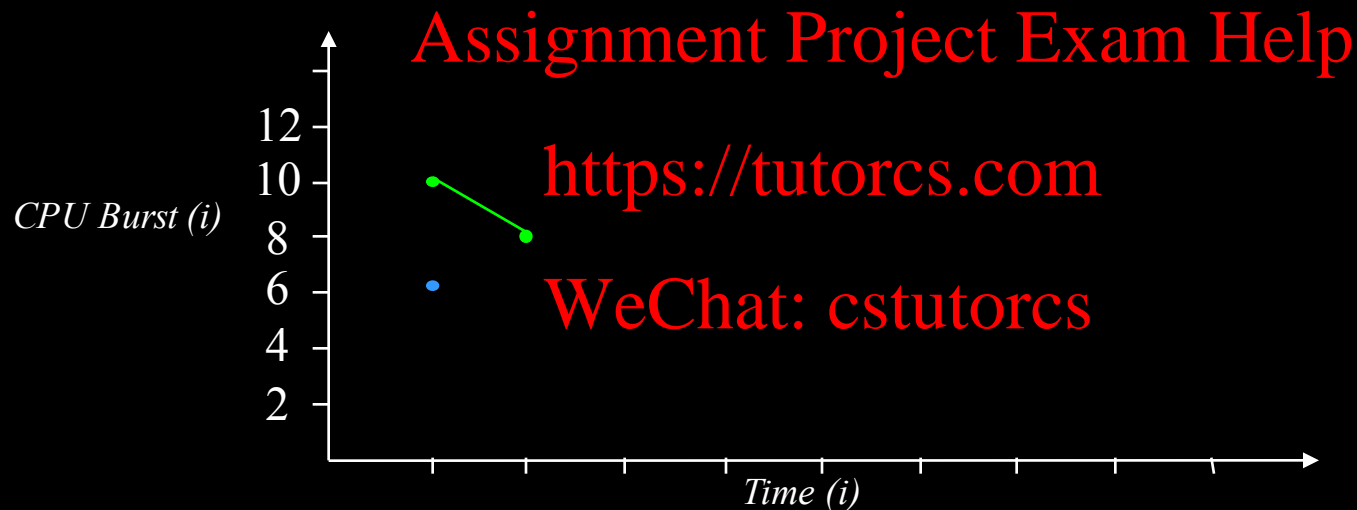 Assignment Project Exam Help
12
https://tutorcs.com
10
CPU Burst (i)
8
6
WeChat: cstutorcs
4
2
Time (i)